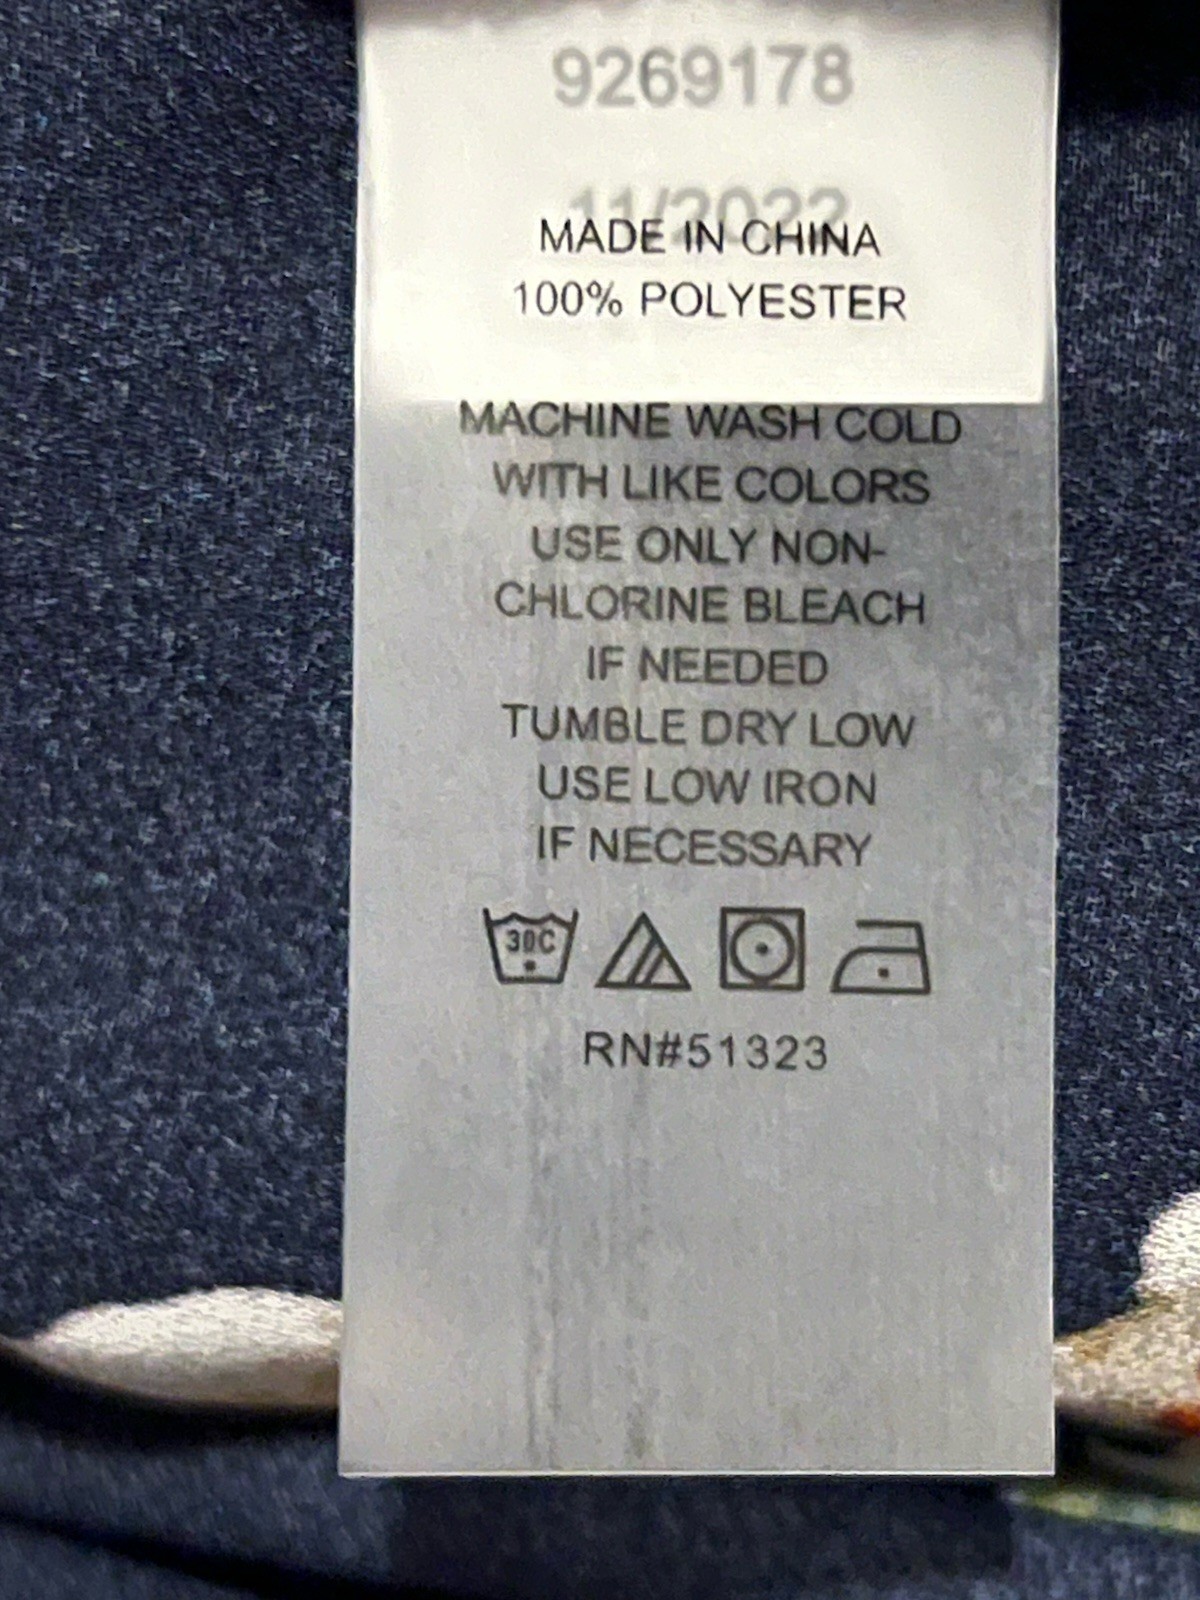 9269178
11/2022
MADE IN CHINA
100% POLYESTER
MACHINE WASH COLD
WITH LIKE COLORS
USE ONLY NON-
CHLORINE BLEACH
IF NEEDED
TUMBLE DRY LOW
USE LOW IRON
IF NECESSARY
30C
RN#51323